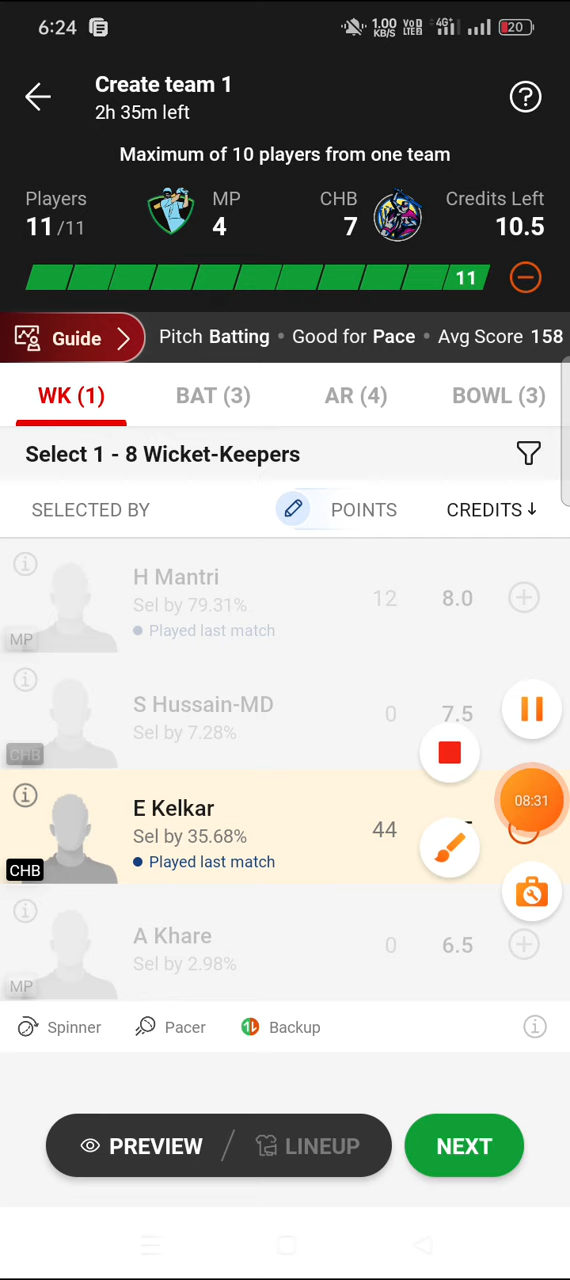 6:24 1.00 KB/S VoD LTE2 4G+ 20
Create team 1
2h 35m left
Maximum of 10 players from one team
Players MP CHB Credits Left
11/11 4 7 10.5
11
Guide Pitch Batting • Good for Pace • Avg Score 158
WK (1) BAT (3) AR (4) BOWL (3)
Select 1 - 8 Wicket-Keepers
SELECTED BY POINTS CREDITS↓
H Mantri
Sel by 79.31% 12 8.0
Played last match
MP
S Hussain-MD
Sel by 7.28% 0 7.5
CHB
E Kelkar
Sel by 35.68% 44
Played last match
CHB
08:31
A Khare
Sel by 2.98% 0 6.5
MP
Spinner Pacer Backup
PREVIEW / LINEUP NEXT